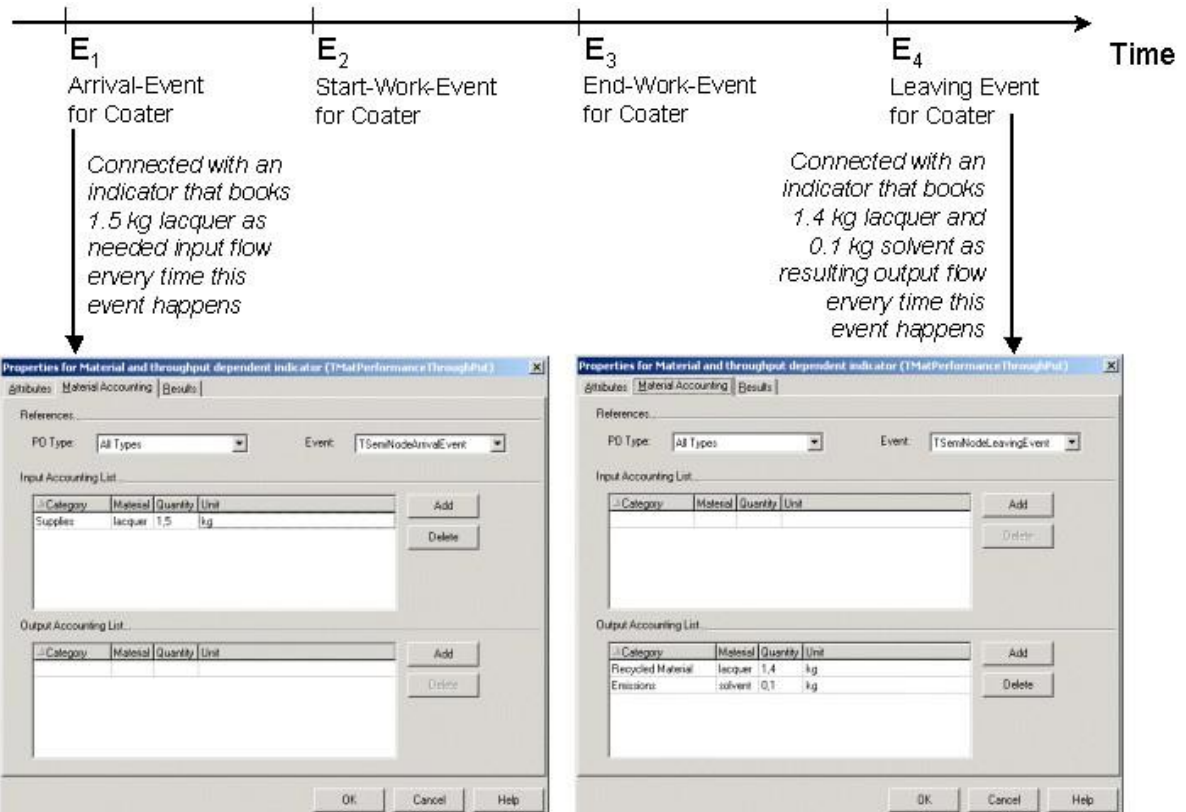 E1
Arrival-Event
for Coater
E2
Start-Work-Event
for Coater
E3
End-Work-Event
for Coater
E4
Leaving Event
for Coater
Time
Connected with an
indicator that books
1.5 kg lacquer as
needed input flow
ervery time this
event happens
Connected with an
indicator that books
1.4 kg lacquer and
0.1 kg solvent as
resulting output flow
ervery time this
event happens
Properties for Material and throughput dependent indicator (TMatPerformanceThroughPut)
Attributes Material Accounting Results
References...
PO Type: All Types Event: TSemiNodeArrivalEvent
Input Accounting List...
Category Material Quantity Unit
Supplies lacquer 1,5 kg
Add
Delete
Output Accounting List...
Category Material Quantity Unit
Add
Delete
OK Cancel Help
Properties for Material and throughput dependent indicator (TMatPerformanceThroughPut)
Attributes Material Accounting Results
References...
PO Type: All Types Event: TSemiNodeLeavingEvent
Input Accounting List...
Category Material Quantity Unit
Add
Delete
Output Accounting List...
Category Material Quantity Unit
Recycled Material lacquer 1,4 kg
Emissions solvent 0,1 kg
Add
Delete
OK Cancel Help